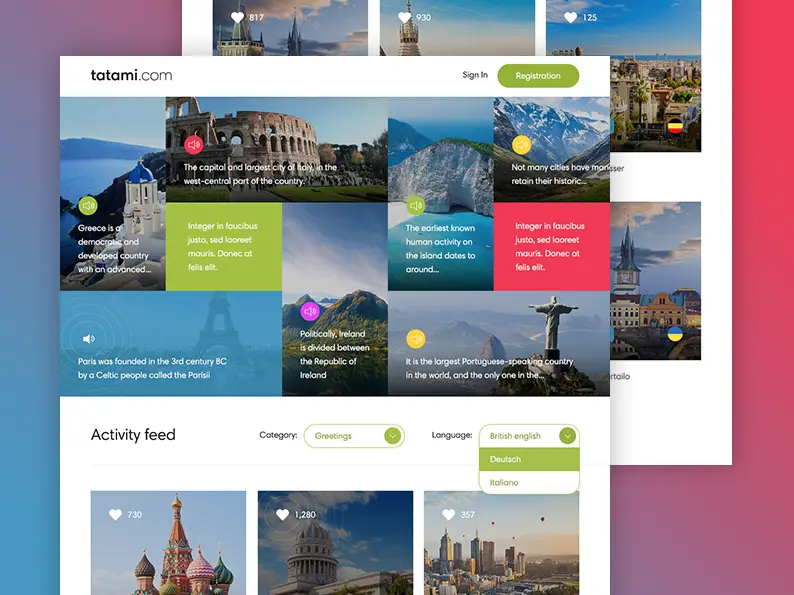 817
930
125
tatami.com
Sign In
Registration
The capital and largest city of Italy, in the
west-central part of the country.
Not many cities have man
retain their historic...
sser
Greece is a
democratic and
developed country
with an advanced...
Integer in faucibus
justo, sed laoreet
mauris. Donec at
felis elit.
The earliest known
human activity on
the island dates to
around...
Integer in faucibus
justo, sed laoreet
mauris. Donec at
felis elit.
Paris was founded in the 3rd century BC
by a Celtic people called the Parisii
Politically, Ireland
is divided between
the Republic of
Ireland
It is the largest Portuguese-speaking country
in the world, and the only one in the...
Activity feed
Category:
Greetings
Language:
British english
Deutsch
Italiano
730
1,280
357